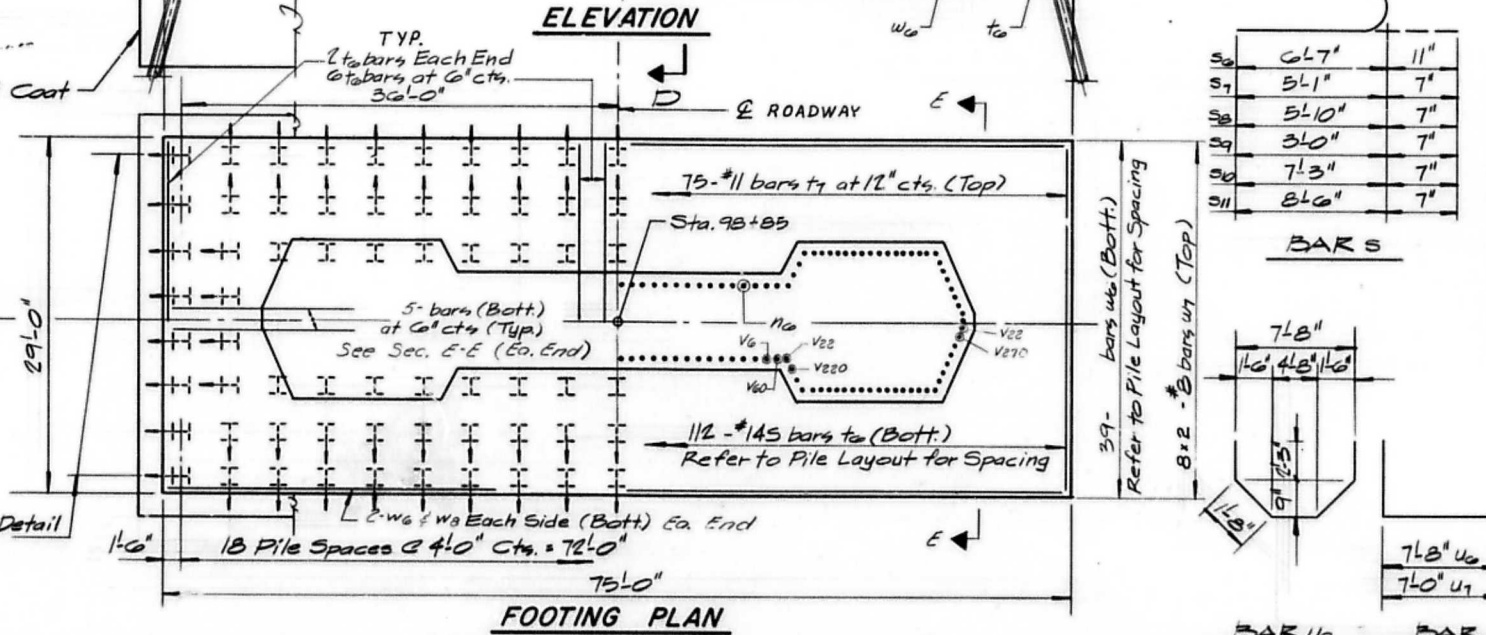 ELEVATION
w6
t6
TYP.
2 t6 bars Each End
6 t6 bars at 6" cts.
36'-0"
Coat
D
℄ ROADWAY
E
S6 6'-7" 11"
S7 5'-1" 7"
S8 5'-10" 7"
S9 3'-0" 7"
S10 7'-3" 7"
S11 8'-6" 7"
BAR S
75-#11 bars t7 at 12" cts. (Top)
Sta. 98+85
29'-0"
5- bars (Bott.)
at 6" cts (Typ.)
See Sec. E-E (Ea. End)
n6
V6
V22
V220
V60
V22
V270
112-#14S bars t6 (Bott.)
Refer to Pile Layout for Spacing
39- bars w6 (Bott.)
Refer to Pile Layout for Spacing
8x2 -#8 bars w7 (Top)
7'-8"
1'-6" 4'-8" 1'-6"
2'-3"
9"
1'-8"
7'-8" u6
7'-0" u7
Detail
2-w6 & w8 Each Side (Bott) Ea. End
E
1'-6"
18 Pile Spaces @ 4'-0" Cts. = 72'-0"
75'-0"
FOOTING PLAN
BAR
BAR